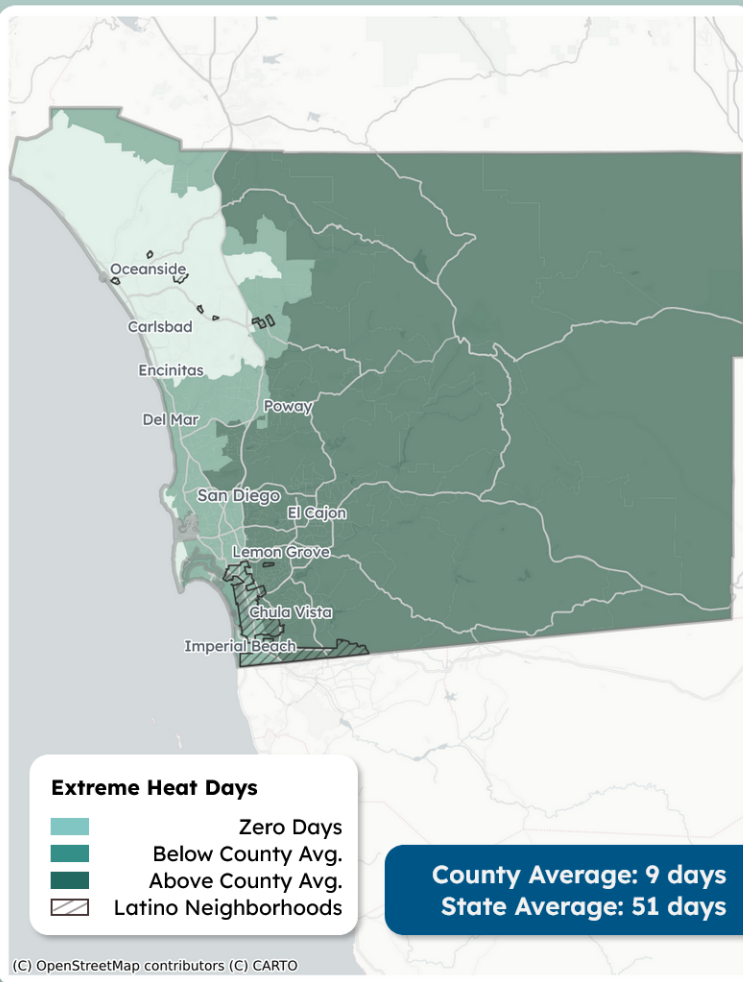 Oceanside
Carlsbad
Encinitas
Del Mar
Poway
San Diego
El Cajon
Lemon Grove
Chula Vista
Imperial Beach
Extreme Heat Days
Zero Days
Below County Avg.
Above County Avg.
Latino Neighborhoods
County Average: 9 days
State Average: 51 days
(C) OpenStreetMap contributors (C) CARTO